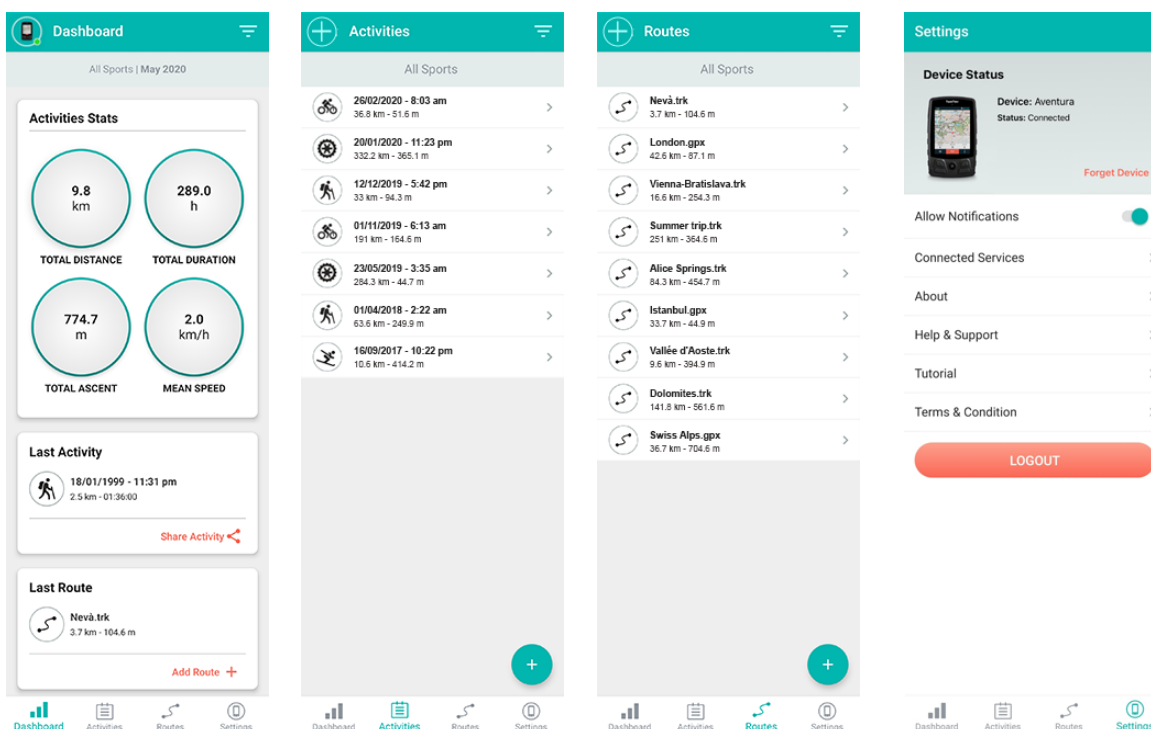 Dashboard
All Sports | May 2020
Activities Stats
9.8
km
289.0
h
TOTAL DISTANCE
TOTAL DURATION
774.7
m
2.0
km/h
TOTAL ASCENT
MEAN SPEED
Last Activity
18/01/1999 - 11:31 pm
2.5 km - 01:36:00
Share Activity
Last Route
Nevà.trk
3.7 km - 104.6 m
Add Route +
Dashboard
Activities
Routes
Settings
Activities
All Sports
26/02/2020 - 8:03 am
36.8 km - 51.6 m
20/01/2020 - 11:23 pm
332.2 km - 365.1 m
12/12/2019 - 5:42 pm
33 km - 94.3 m
01/11/2019 - 6:13 am
191 km - 164.6 m
23/05/2019 - 3:35 am
284.3 km - 44.7 m
01/04/2018 - 2:22 am
63.6 km - 249.9 m
16/09/2017 - 10:22 pm
10.6 km - 414.2 m
Dashboard
Activities
Routes
Settings
Routes
All Sports
Nevà.trk
3.7 km - 104.6 m
London.gpx
42.6 km - 87.1 m
Vienna-Bratislava.trk
16.6 km - 254.3 m
Summer trip.trk
251 km - 364.6 m
Alice Springs.trk
84.3 km - 454.7 m
Istanbul.gpx
33.7 km - 44.9 m
Vallée d'Aoste.trk
9.6 km - 394.9 m
Dolomites.trk
141.8 km - 561.6 m
Swiss Alps.gpx
36.7 km - 704.6 m
Dashboard
Activities
Routes
Settings
Settings
Device Status
Device: Aventura
Status: Connected
Forget Device
Allow Notifications
Connected Services
About
Help & Support
Tutorial
Terms & Condition
LOGOUT
Dashboard
Activities
Routes
Settings